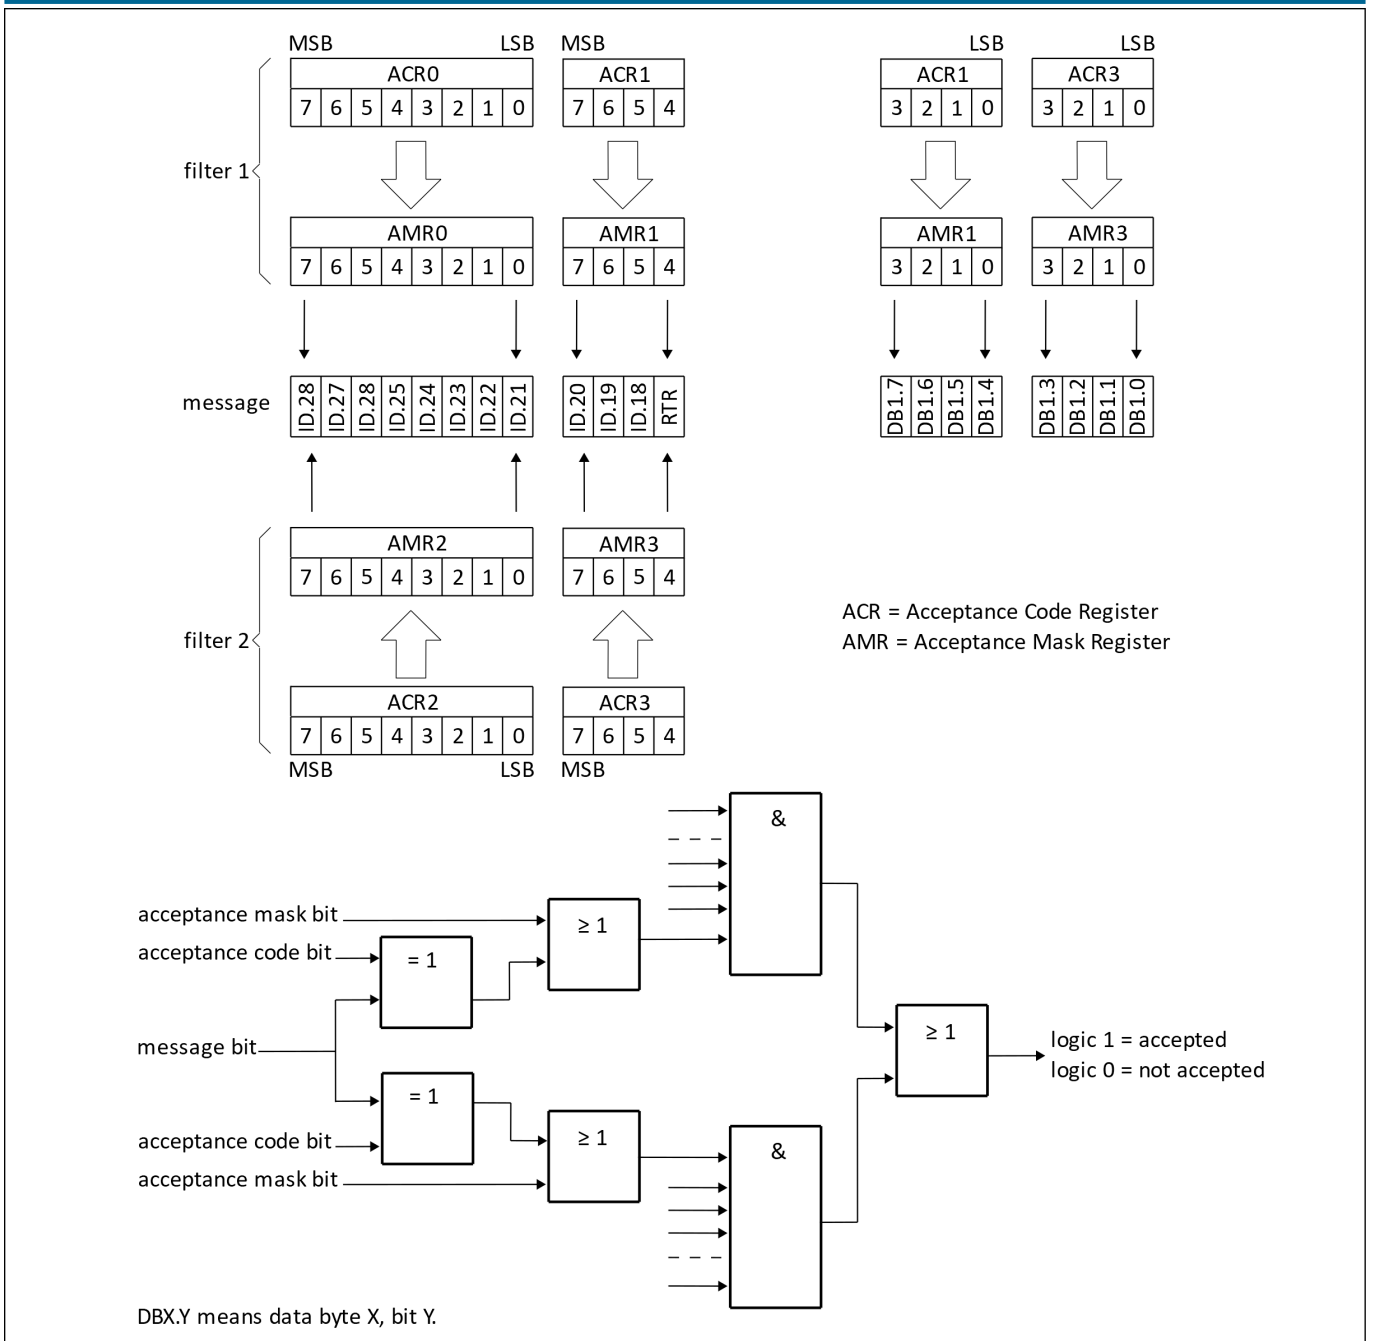 MSB LSB MSB LSB LSB
ACR0 ACR1 ACR1 ACR3
7 6 5 4 3 2 1 0 7 6 5 4 3 2 1 0 3 2 1 0
filter 1
AMR0 AMR1 AMR1 AMR3
7 6 5 4 3 2 1 0 7 6 5 4 3 2 1 0 3 2 1 0
message ID.28 ID.27 ID.28 ID.25 ID.24 ID.23 ID.22 ID.21 ID.20 ID.19 ID.18 RTR DB1.7 DB1.6 DB1.5 DB1.4 DB1.3 DB1.2 DB1.1 DB1.0
AMR2 AMR3
7 6 5 4 3 2 1 0 7 6 5 4
ACR = Acceptance Code Register
filter 2
AMR = Acceptance Mask Register
ACR2 ACR3
7 6 5 4 3 2 1 0 7 6 5 4
MSB LSB MSB
&
acceptance mask bit
≥ 1
acceptance code bit
= 1
message bit
≥ 1
logic 1 = accepted
logic 0 = not accepted
= 1
acceptance code bit
≥ 1
&
acceptance mask bit
DBX.Y means data byte X, bit Y.